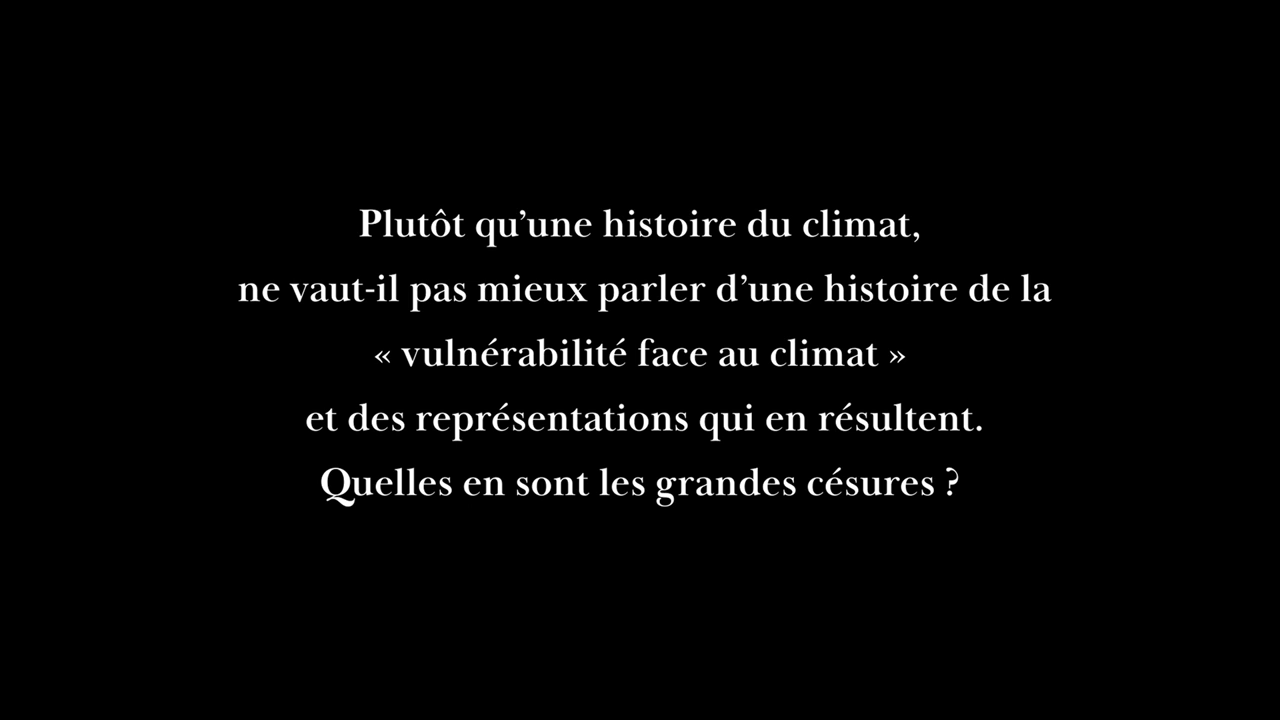 Plutôt qu’une histoire du climat,
ne vaut-il pas mieux parler d’une histoire de la
« vulnérabilité face au climat »
et des représentations qui en résultent.
Quelles en sont les grandes césures ?